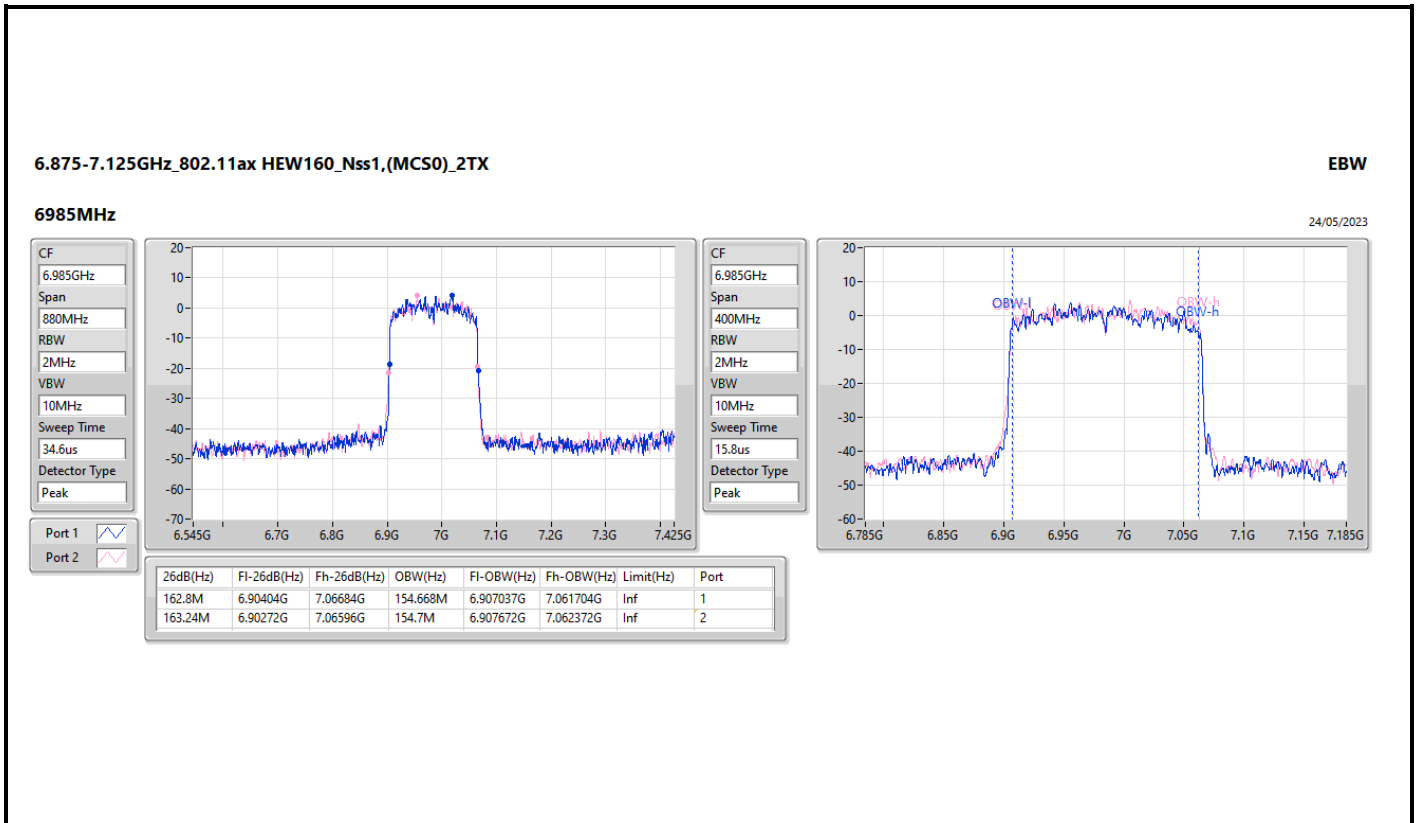 6.875-7.125GHz_802.11ax HEW160_Nss1,(MCS0)_2TX
EBW
6985MHz
24/05/2023
CF
6.985GHz
Span
880MHz
RBW
2MHz
VBW
10MHz
Sweep Time
34.6us
Detector Type
Peak
Port 1
Port 2
20
10
0
-10
-20
-30
-40
-50
-60
-70
6.545G 6.7G 6.8G 6.9G 7G 7.1G 7.2G 7.3G 7.425G
CF
6.985GHz
Span
400MHz
RBW
2MHz
VBW
10MHz
Sweep Time
15.8us
Detector Type
Peak
20
10
0
-10
-20
-30
-40
-50
-60
OBW-l
OBW-h
OBW-h
6.785G 6.85G 6.9G 6.95G 7G 7.05G 7.1G 7.15G 7.185G
26dB(Hz) Fl-26dB(Hz) Fh-26dB(Hz) OBW(Hz) Fl-OBW(Hz) Fh-OBW(Hz) Limit(Hz) Port
162.8M 6.90404G 7.06684G 154.668M 6.907037G 7.061704G Inf 1
163.24M 6.90272G 7.06596G 154.7M 6.907672G 7.062372G Inf 2